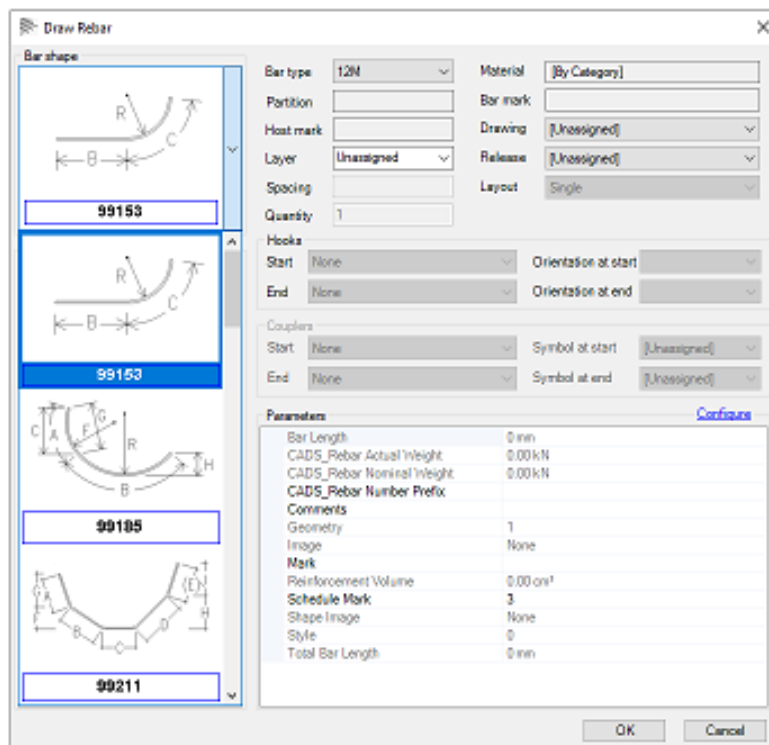 Draw Rebar
Bar shape
R
B
C
99153
R
B
C
99153
C
A
G
F
R
B
H
99185
G
A
F
B
C
D
(E)
H
99211
Bar type 12M
Partition
Host mark
Layer Unassigned
Spacing
Quantity 1
Material [By Category]
Bar mark
Drawing [Unassigned]
Release [Unassigned]
Layout Single
Hooks
Start None Orientation at start
End None Orientation at end
Couplers
Start None Symbol at start [Unassigned]
End None Symbol at end [Unassigned]
Parameters Configure
Bar Length 0 mm
CADS_Rebar Actual Weight 0.00 kN
CADS_Rebar Nominal Weight 0.00 kN
CADS_Rebar Number Prefix
Comments
Geometry 1
Image None
Mark
Reinforcement Volume 0.00 cm³
Schedule Mark 3
Shape Image None
Style 0
Total Bar Length 0 mm
OK Cancel